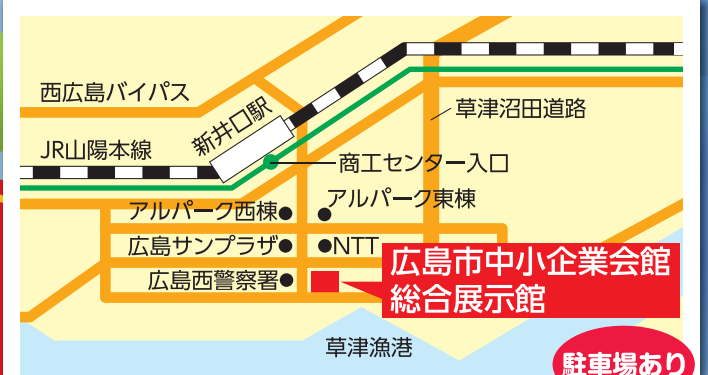 西広島バイパス
新井口駅
草津沼田道路
JR山陽本線
商工センター入口
アルパーク東棟
アルパーク西棟
広島サンプラザ
NTT
広島西警察署
広島市中小企業会館
総合展示館
草津漁港
駐車場あり